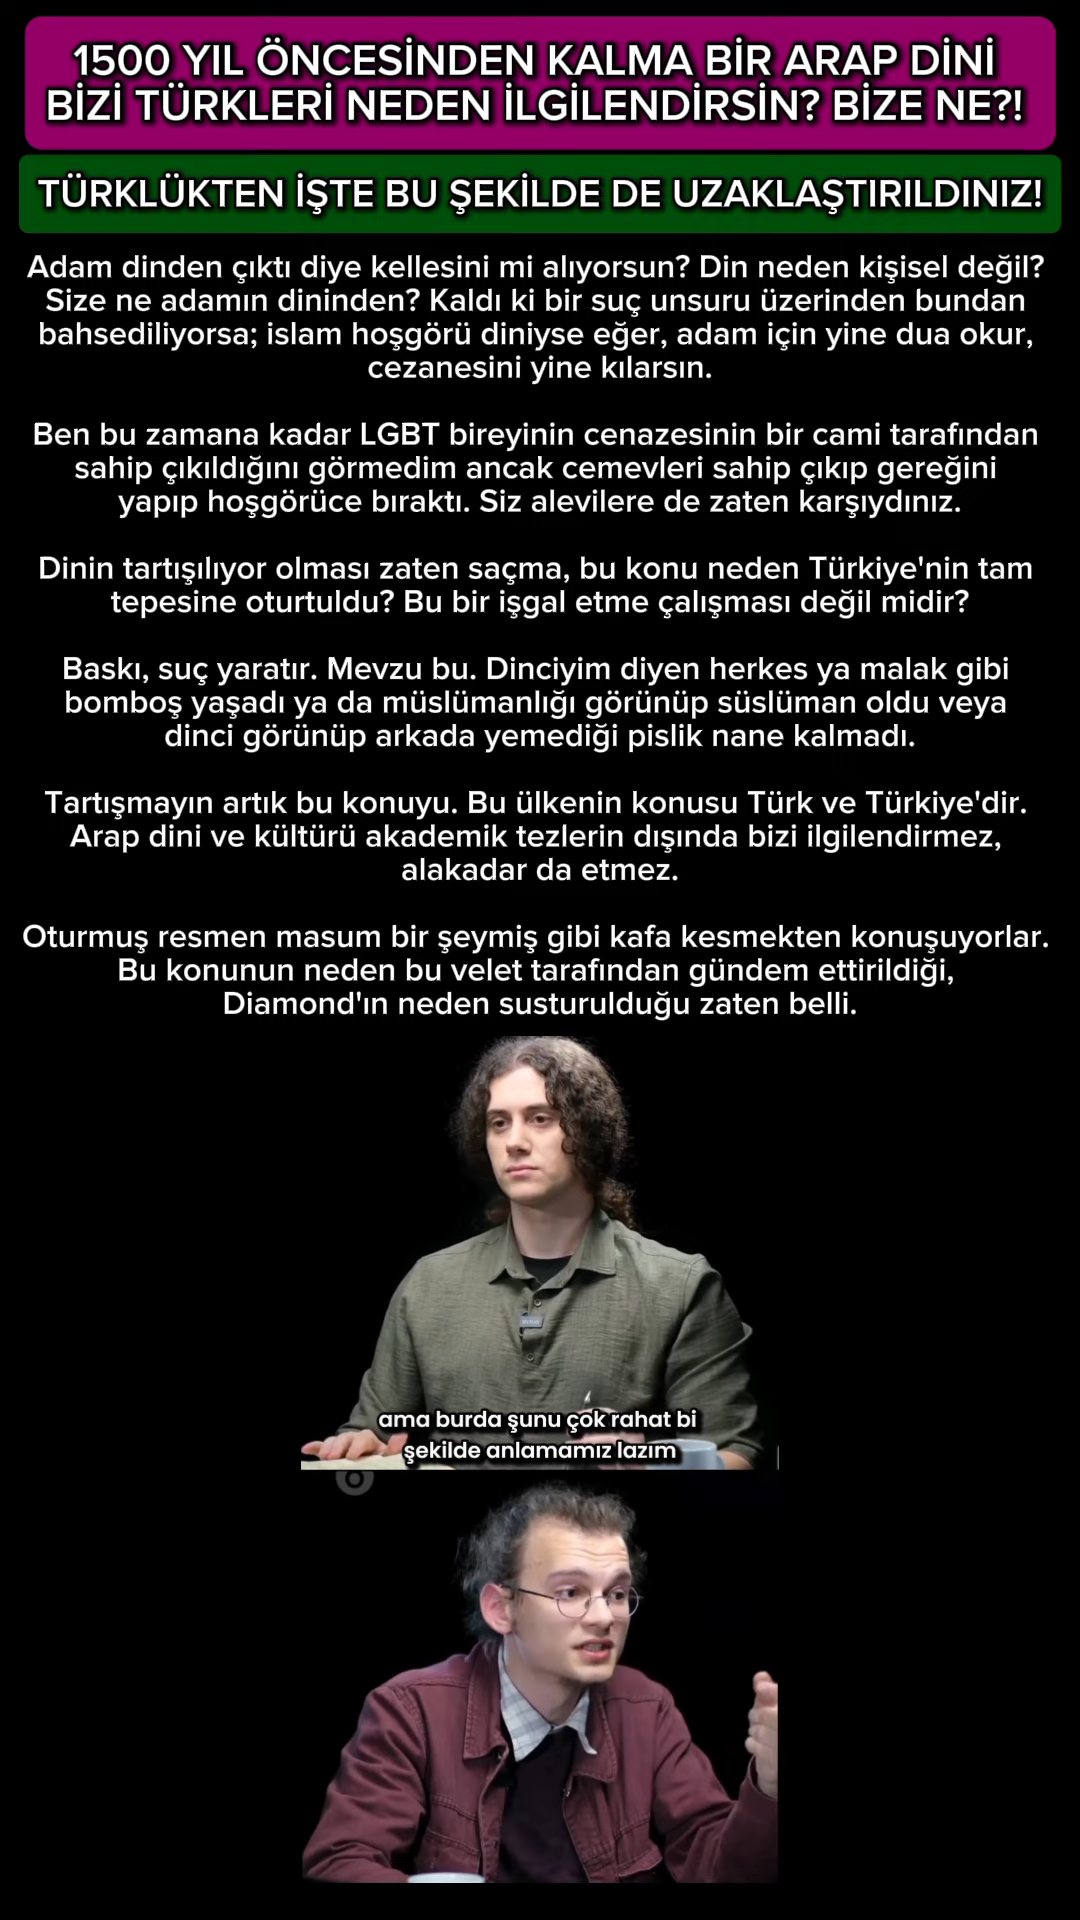 1500 YIL ÖNCESİNDEN KALMA BİR ARAP DİNİ
BİZİ TÜRKLERİ NEDEN İLGİLENDİRSİN? BİZE NE?!
TÜRKLÜKTEN İŞTE BU ŞEKİLDE DE UZAKLAŞTIRILDINIZ!
Adam dinden çıktı diye kellesini mi alıyorsun? Din neden kişisel değil?
Size ne adamın dininden? Kaldı ki bir suç unsuru üzerinden bundan
bahsediliyorsa; islam hoşgörü diniyse eğer, adam için yine dua okur,
cezanesini yine kılarsın.
Ben bu zamana kadar LGBT bireyinin cenazesinin bir cami tarafından
sahip çıkıldığını görmedim ancak cemevleri sahip çıkıp gereğini
yapıp hoşgörüce bıraktı. Siz alevilere de zaten karşıydınız.
Dinin tartışılıyor olması zaten saçma, bu konu neden Türkiye'nin tam
tepesine oturtuldu? Bu bir işgal etme çalışması değil midir?
Baskı, suç yaratır. Mevzu bu. Dinciyim diyen herkes ya malak gibi
bomboş yaşadı ya da müslümanlığı görünüp süslüman oldu veya
dinci görünüp arkada yemediği pislik nane kalmadı.
Tartışmayın artık bu konuyu. Bu ülkenin konusu Türk ve Türkiye'dir.
Arap dini ve kültürü akademik tezlerin dışında bizi ilgilendirmez,
alakadar da etmez.
Oturmuş resmen masum bir şeymiş gibi kafa kesmekten konuşuyorlar.
Bu konunun neden bu velet tarafından gündem ettirildiği,
Diamond'ın neden susturulduğu zaten belli.
ama burda şunu çok rahat bi
şekilde anlamamız lazım